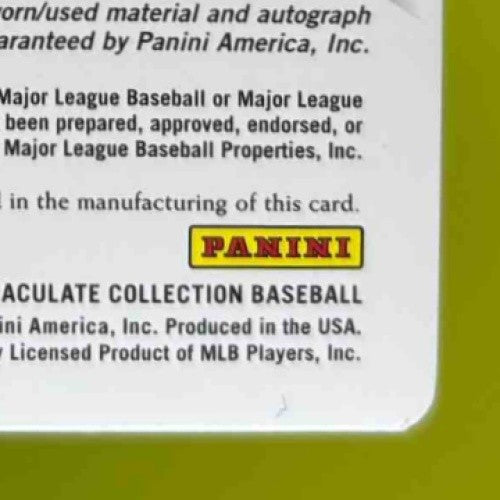 orn/used material and autograph
aranteed by Panini America, Inc.
Major League Baseball or Major League
been prepared, approved, endorsed, or
Major League Baseball Properties, Inc.
in the manufacturing of this card.
PANINI
ACULATE COLLECTION BASEBALL
ini America, Inc. Produced in the USA.
y Licensed Product of MLB Players, Inc.